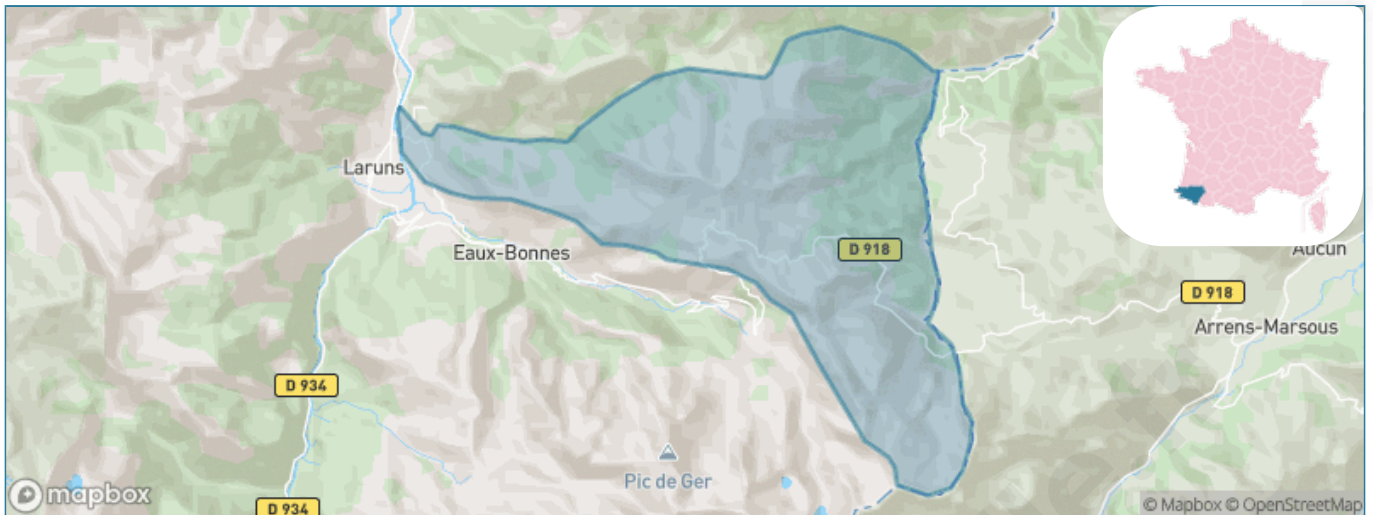 Laruns
Eaux-Bonnes
D 918
Aucun
D 918
Arrens-Marsous
D 934
Pic de Ger
mapbox
D 934
© Mapbox © OpenStreetMap